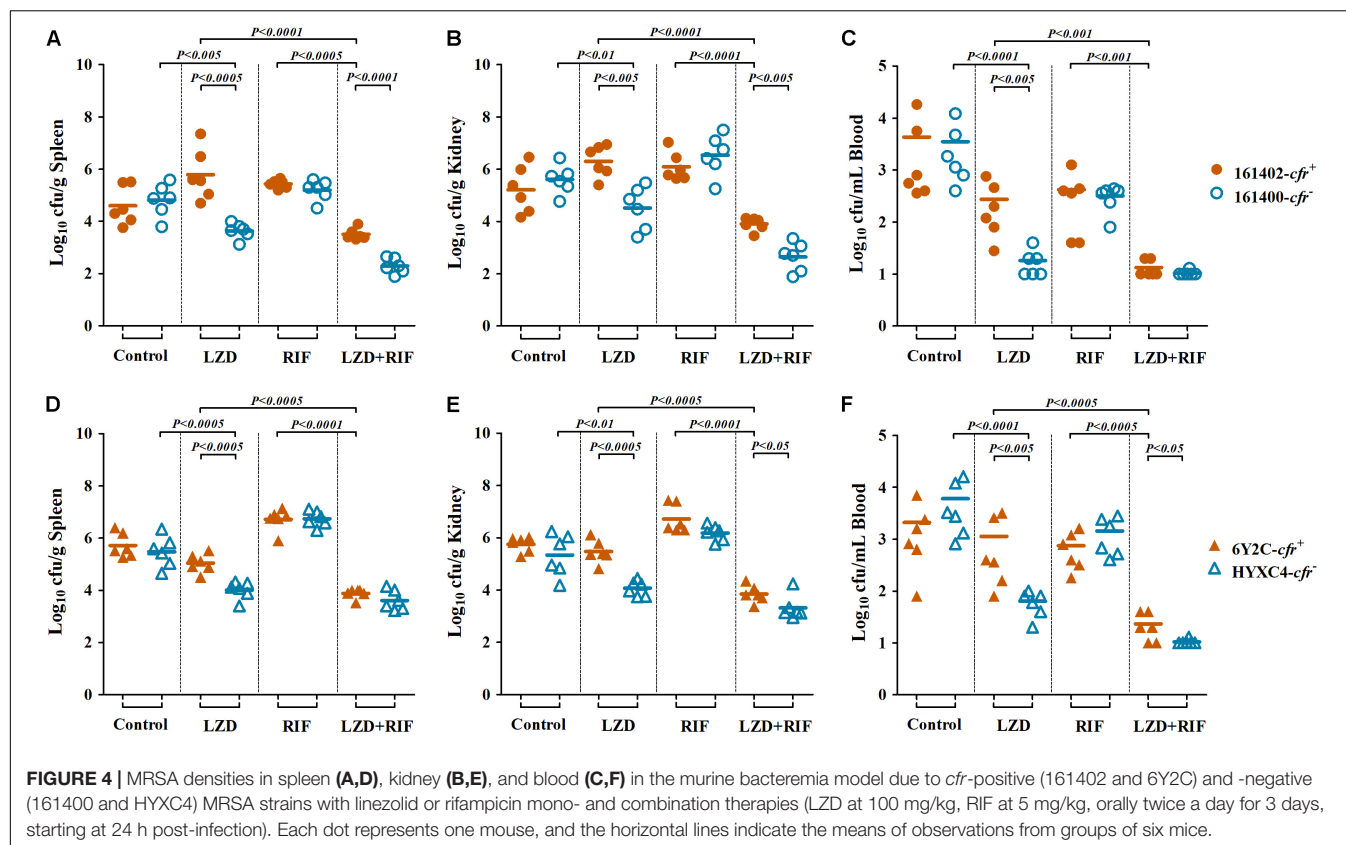 A
P<0.0001
P<0.005
P<0.0005
P<0.0005
P<0.0001
Log10 cfu/g Spleen
10
8
6
4
2
0
Control
LZD
RIF
LZD+RIF
B
P<0.0001
P<0.01
P<0.0001
P<0.005
P<0.005
Log10 cfu/g Kidney
10
8
6
4
2
0
Control
LZD
RIF
LZD+RIF
C
P<0.0001
P<0.0001
P<0.001
P<0.005
Log10 cfu/mL Blood
5
4
3
2
1
0
Control
LZD
RIF
LZD+RIF
161402-cfr+
161400-cfr-
D
P<0.0005
P<0.0005
P<0.0001
P<0.0005
Log10 cfu/g Spleen
10
8
6
4
2
0
Control
LZD
RIF
LZD+RIF
E
P<0.0005
P<0.01
P<0.0001
P<0.0005
P<0.05
Log10 cfu/g Kidney
10
8
6
4
2
0
Control
LZD
RIF
LZD+RIF
F
P<0.0005
P<0.0001
P<0.0005
P<0.005
P<0.05
Log10 cfu/mL Blood
5
4
3
2
1
0
Control
LZD
RIF
LZD+RIF
6Y2C-cfr+
HYXC4-cfr-
FIGURE 4 | MRSA densities in spleen (A,D), kidney (B,E), and blood (C,F) in the murine bacteremia model due to cfr-positive (161402 and 6Y2C) and -negative
(161400 and HYXC4) MRSA strains with linezolid or rifampicin mono- and combination therapies (LZD at 100 mg/kg, RIF at 5 mg/kg, orally twice a day for 3 days,
starting at 24 h post-infection). Each dot represents one mouse, and the horizontal lines indicate the means of observations from groups of six mice.